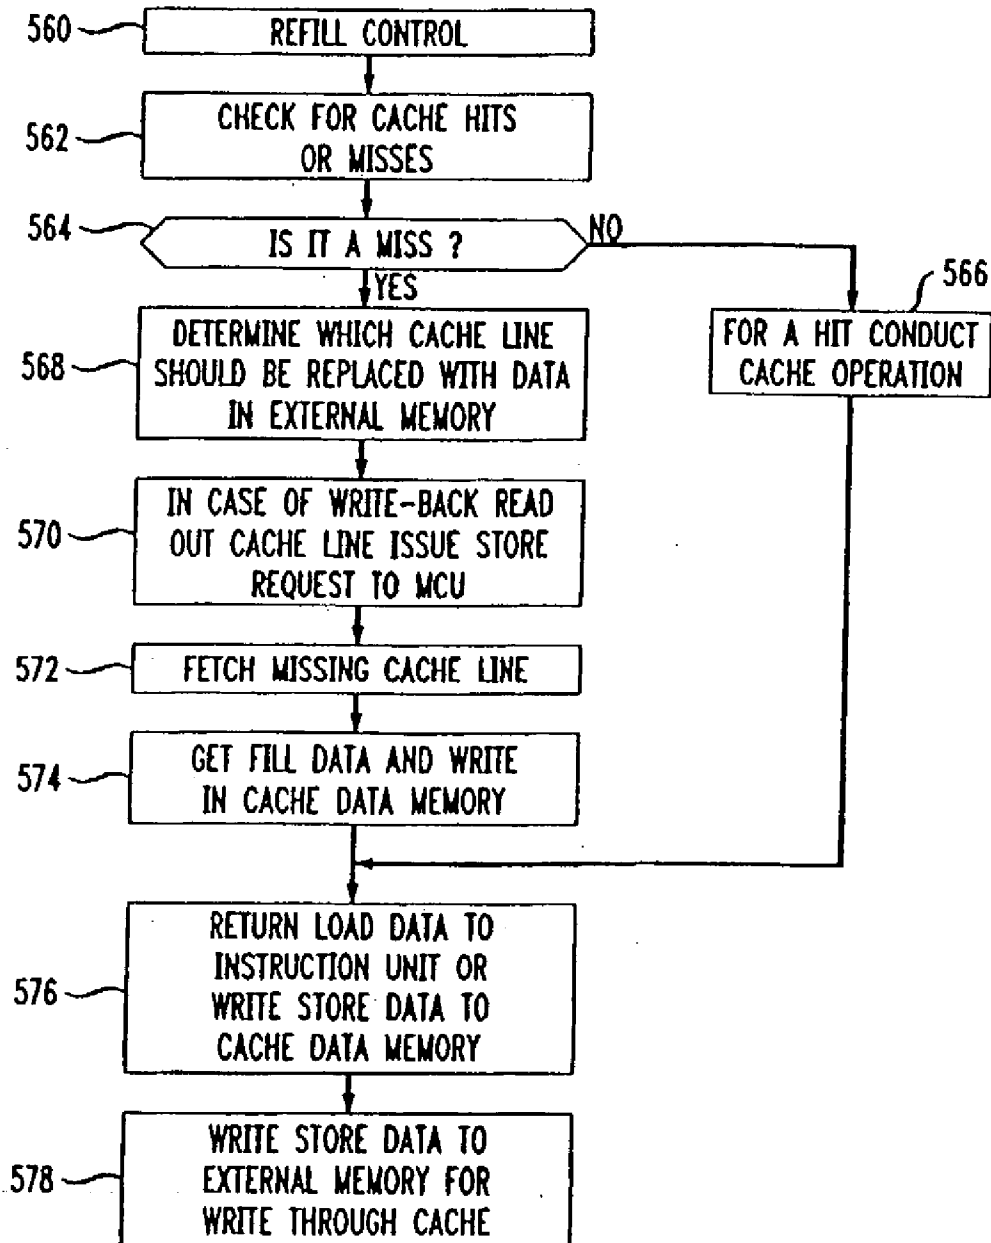 560
REFILL CONTROL
562
CHECK FOR CACHE HITS
OR MISSES
564
IS IT A MISS ?
NO
YES
566
FOR A HIT CONDUCT
CACHE OPERATION
568
DETERMINE WHICH CACHE LINE
SHOULD BE REPLACED WITH DATA
IN EXTERNAL MEMORY
570
IN CASE OF WRITE-BACK READ
OUT CACHE LINE ISSUE STORE
REQUEST TO MCU
572
FETCH MISSING CACHE LINE
574
GET FILL DATA AND WRITE
IN CACHE DATA MEMORY
576
RETURN LOAD DATA TO
INSTRUCTION UNIT OR
WRITE STORE DATA TO
CACHE DATA MEMORY
578
WRITE STORE DATA TO
EXTERNAL MEMORY FOR
WRITE THROUGH CACHE